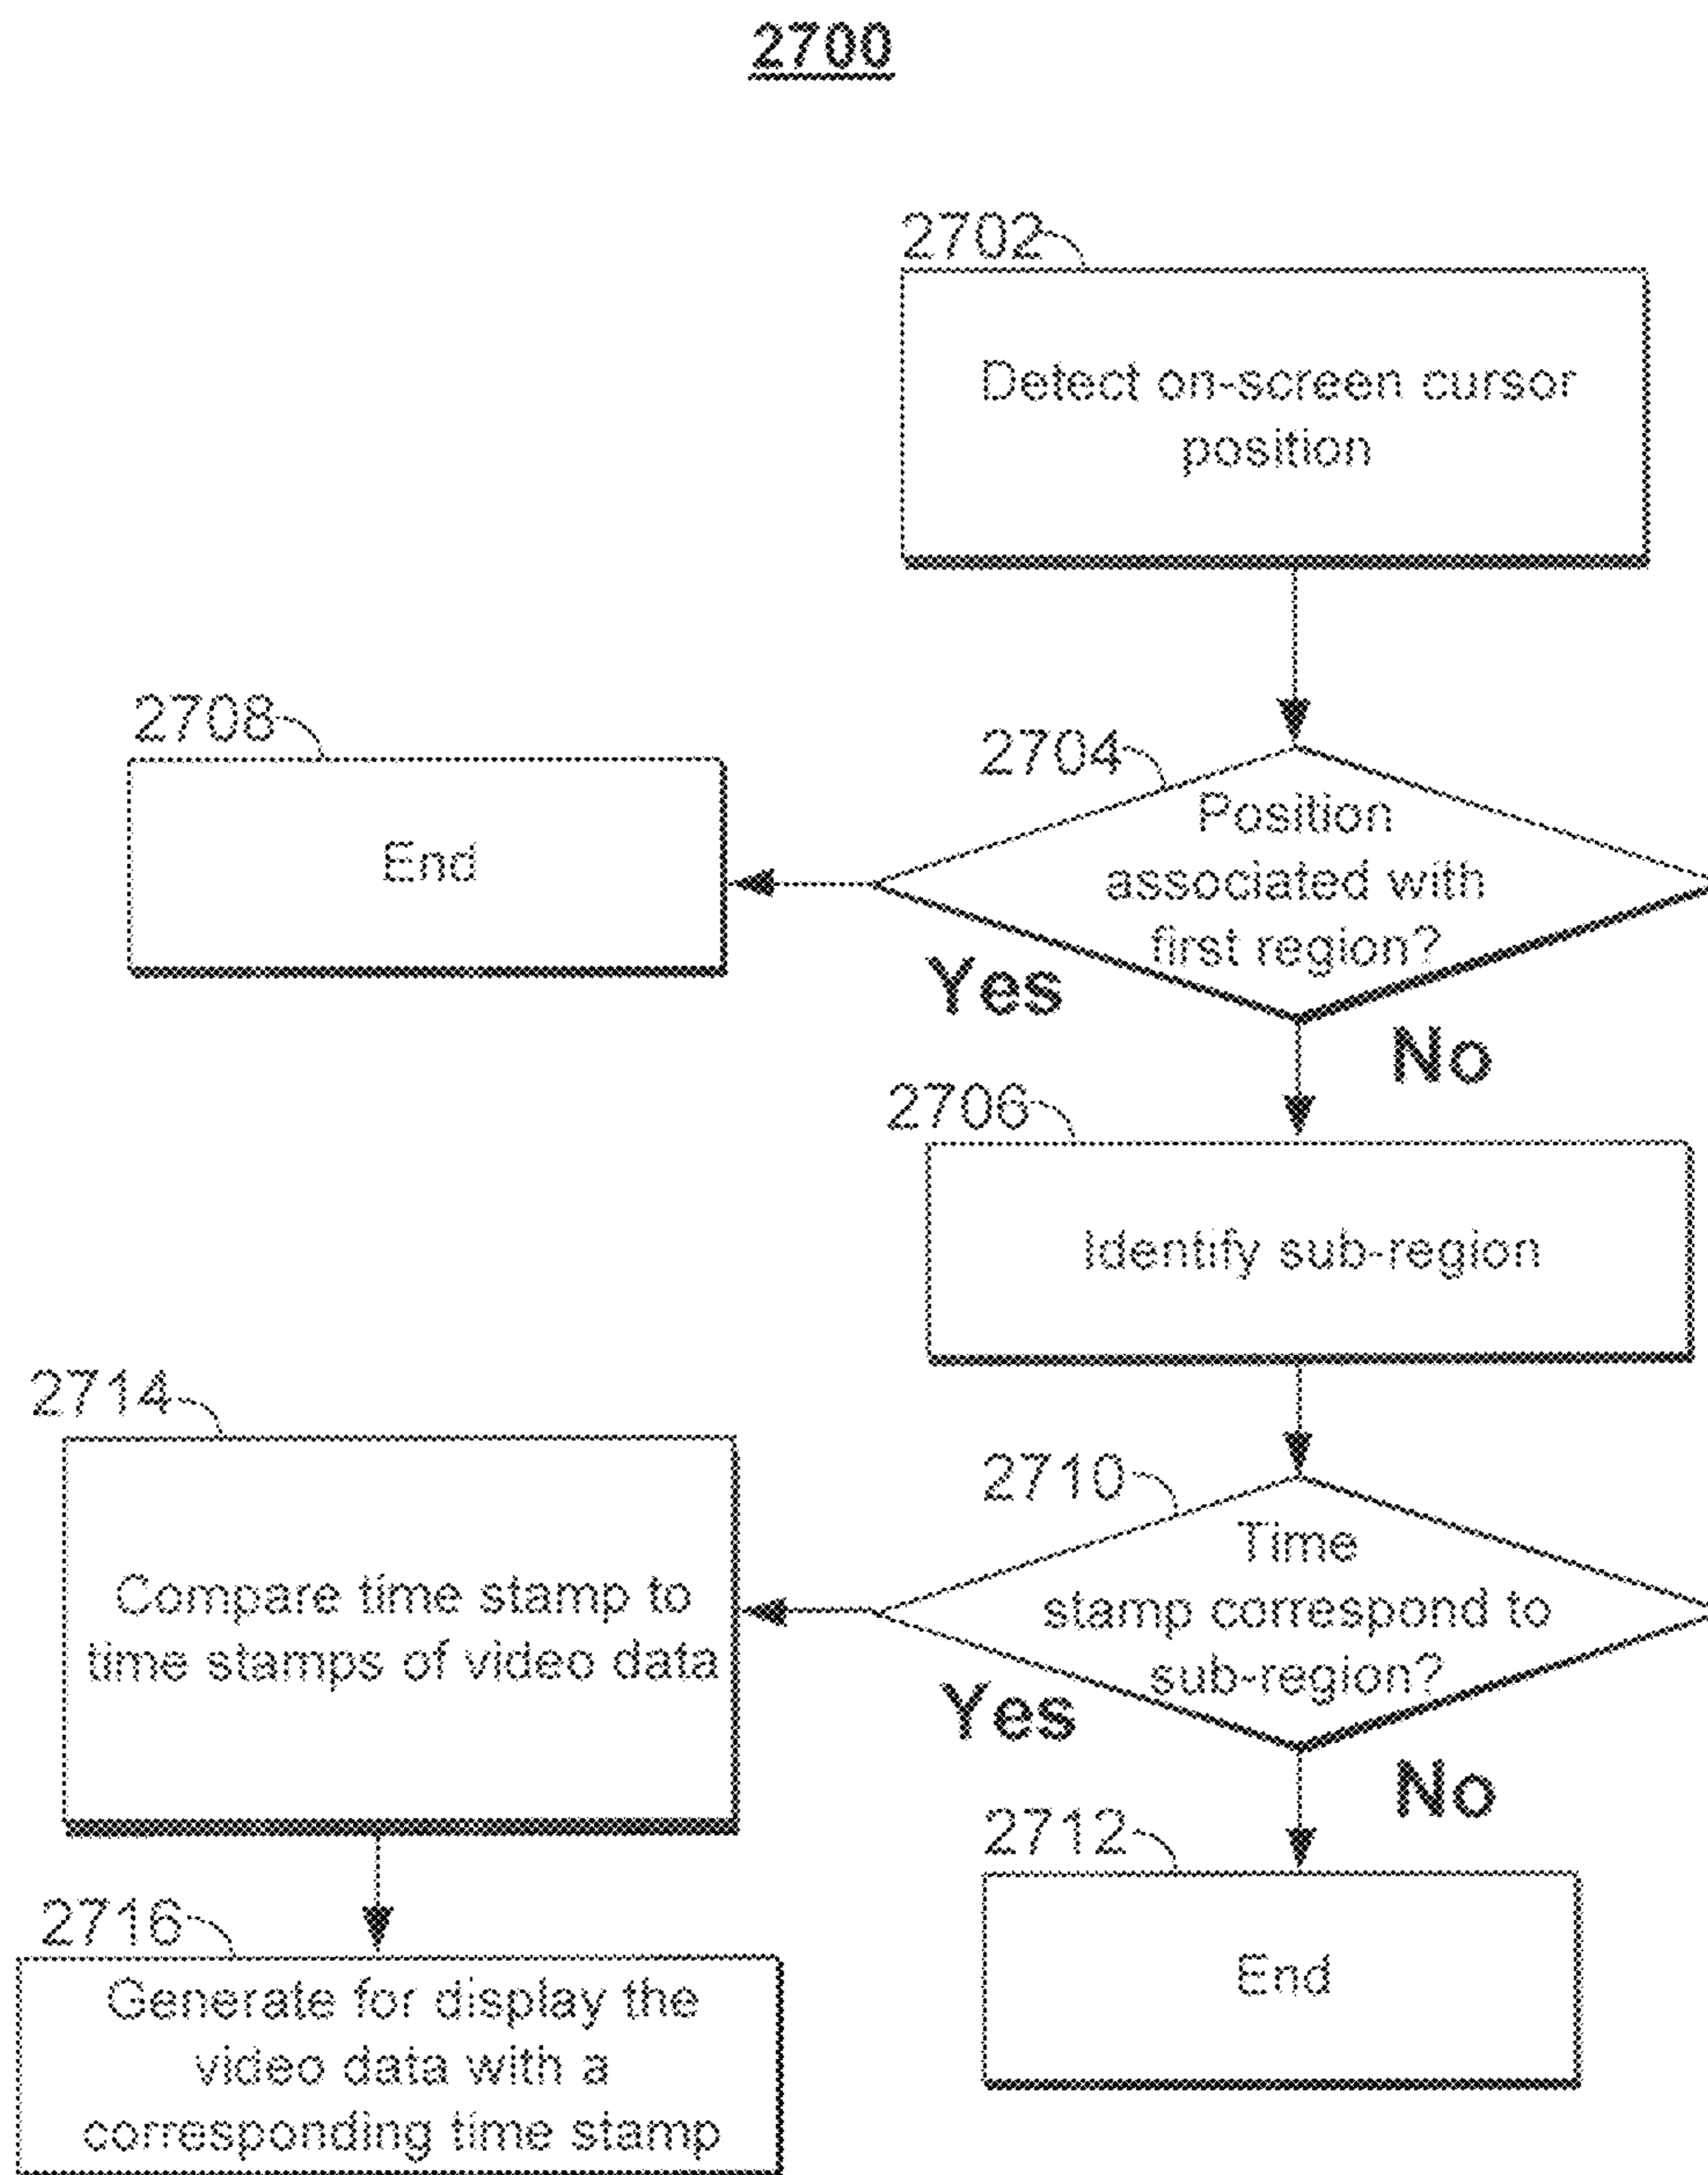 2700
2702
Detect on-screen cursor
position
2708
End
2704
Position
associated with
first region?
Yes
No
2706
Identify sub-region
2714
Compare time stamp to
time stamps of video data
2710
Time
stamp correspond to
sub-region?
Yes
No
2712
End
2716
Generate for display the
video data with a
corresponding time stamp